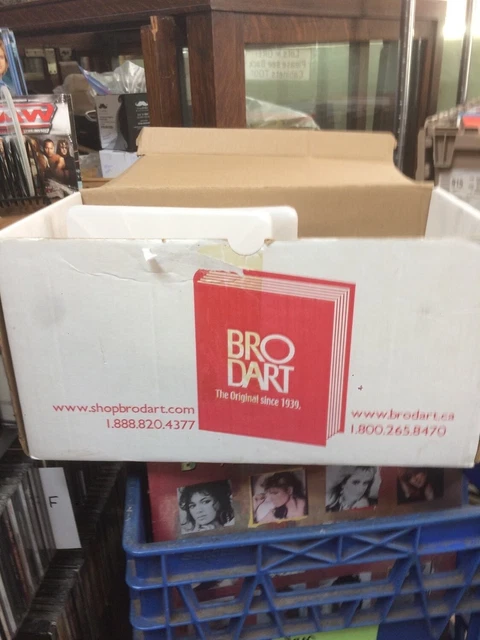 BRO
DART
The Original since 1939.
www.shopbrodart.com
1.888.820.4377
www.brodart.ca
1.800.265.8470
F